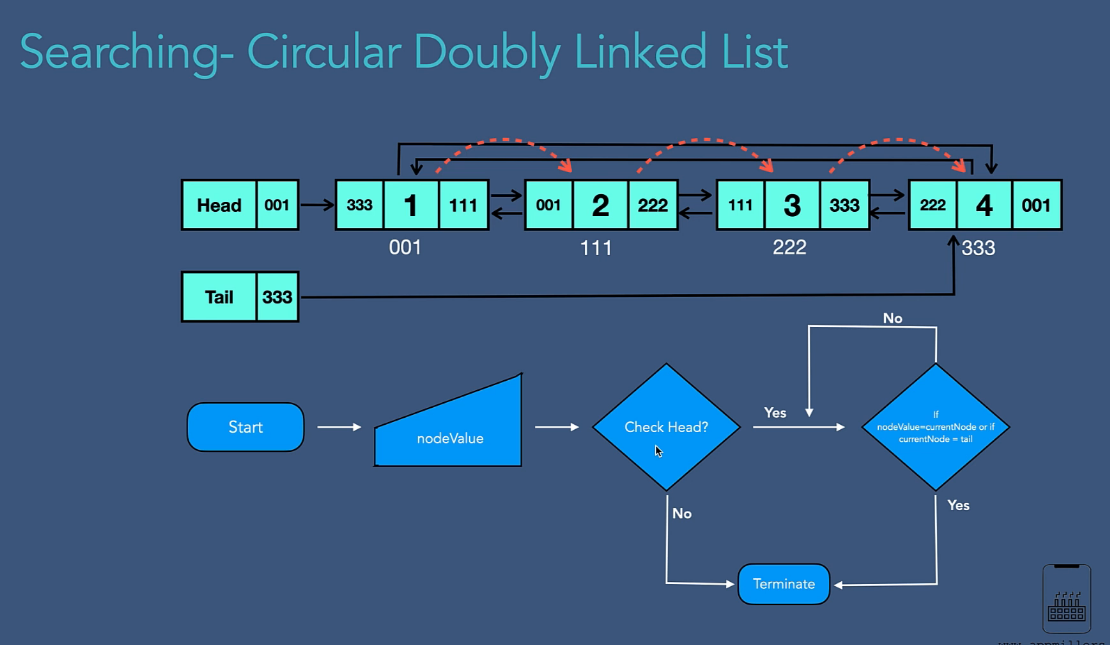 Searching- Circular Doubly Linked List
Head 001
333 1 111
001 2 222
111 3 333
222 4 001
001
111
222
333
Tail 333
No
Start
nodeValue
Check Head?
Yes
If
nodeValue=currentNode or if
currentNode = tail
No
Yes
Terminate